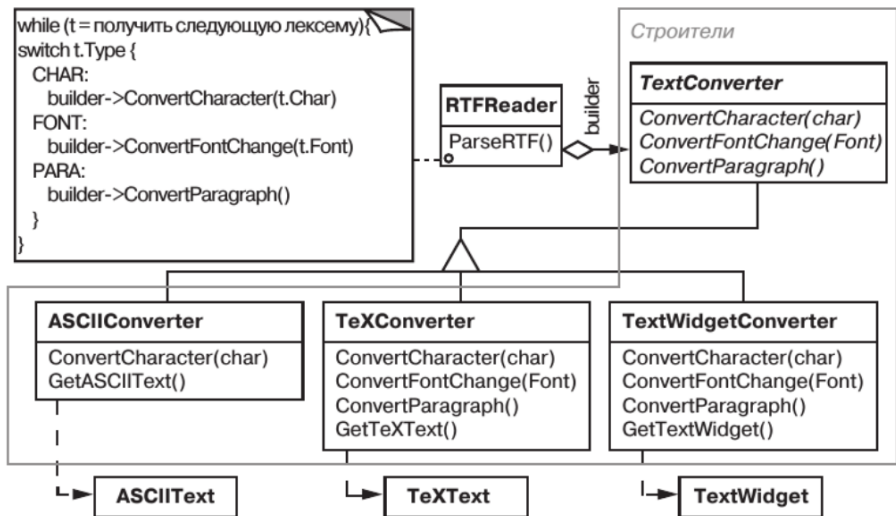 while (t = получить следующую лексему){
switch t.Type {
CHAR:
builder->ConvertCharacter(t.Char)
FONT:
builder->ConvertFontChange(t.Font)
PARA:
builder->ConvertParagraph()
}
}
RTFReader
ParseRTF()
builder
Строители
TextConverter
ConvertCharacter(char)
ConvertFontChange(Font)
ConvertParagraph()
ASCIIConverter
ConvertCharacter(char)
GetASCIIText()
TeXConverter
ConvertCharacter(char)
ConvertFontChange(Font)
ConvertParagraph()
GetTeXText()
TextWidgetConverter
ConvertCharacter(char)
ConvertFontChange(Font)
ConvertParagraph()
GetTextWidget()
ASCIIText
TeXText
TextWidget